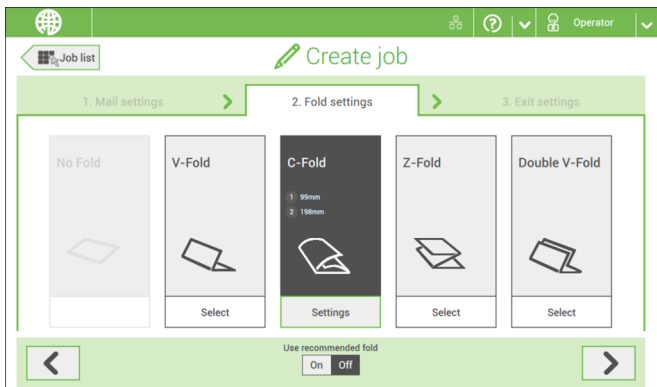 Operator
Job list
Create job
1. Mail settings
2. Fold settings
3. Exit settings
No Fold
V-Fold
Select
C-Fold
1 99mm
2 198mm
Settings
Z-Fold
Select
Double V-Fold
Select
Use recommended fold
On Off